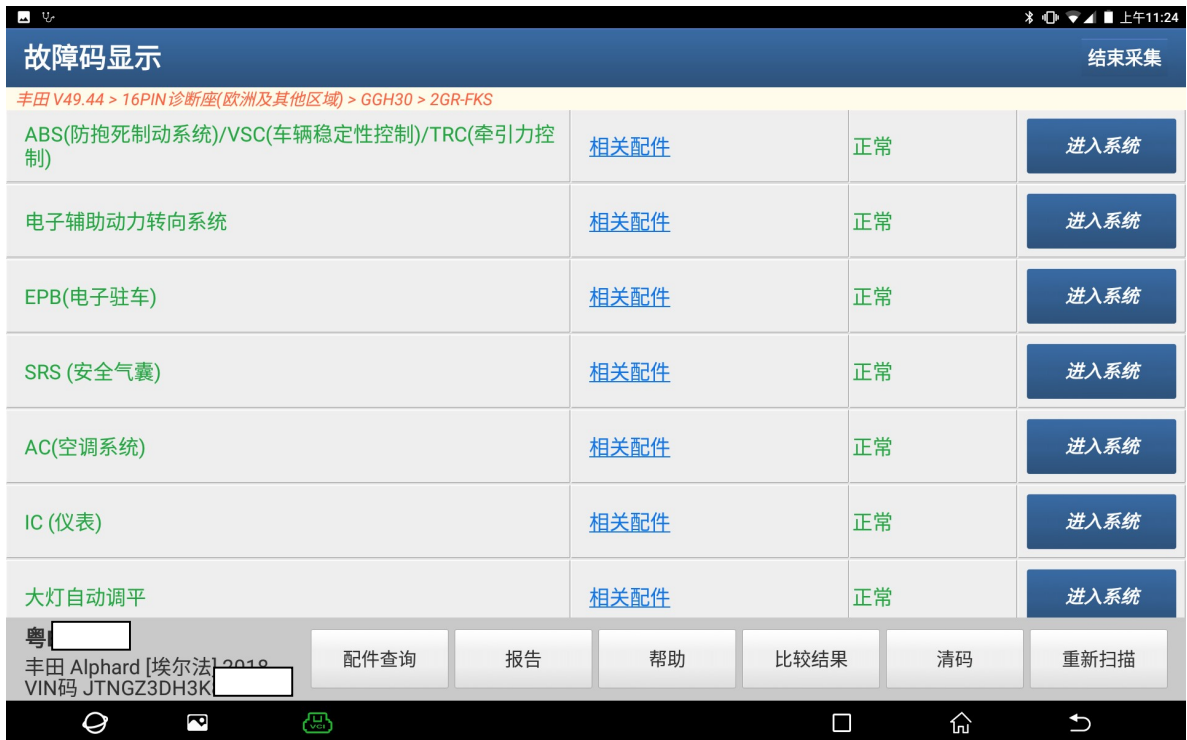 上午11:24
故障码显示
结束采集
丰田 V49.44 > 16PIN诊断座(欧洲及其他区域) > GGH30 > 2GR-FKS
ABS(防抱死制动系统)/VSC(车辆稳定性控制)/TRC(牵引力控
制)
相关配件
正常
进入系统
电子辅助动力转向系统
相关配件
正常
进入系统
EPB(电子驻车)
相关配件
正常
进入系统
SRS (安全气囊)
相关配件
正常
进入系统
AC(空调系统)
相关配件
正常
进入系统
IC (仪表)
相关配件
正常
进入系统
大灯自动调平
相关配件
正常
进入系统
粤
丰田 Alphard [埃尔法] 2018
VIN码 JTNGZ3DH3K
配件查询
报告
帮助
比较结果
清码
重新扫描
VCI